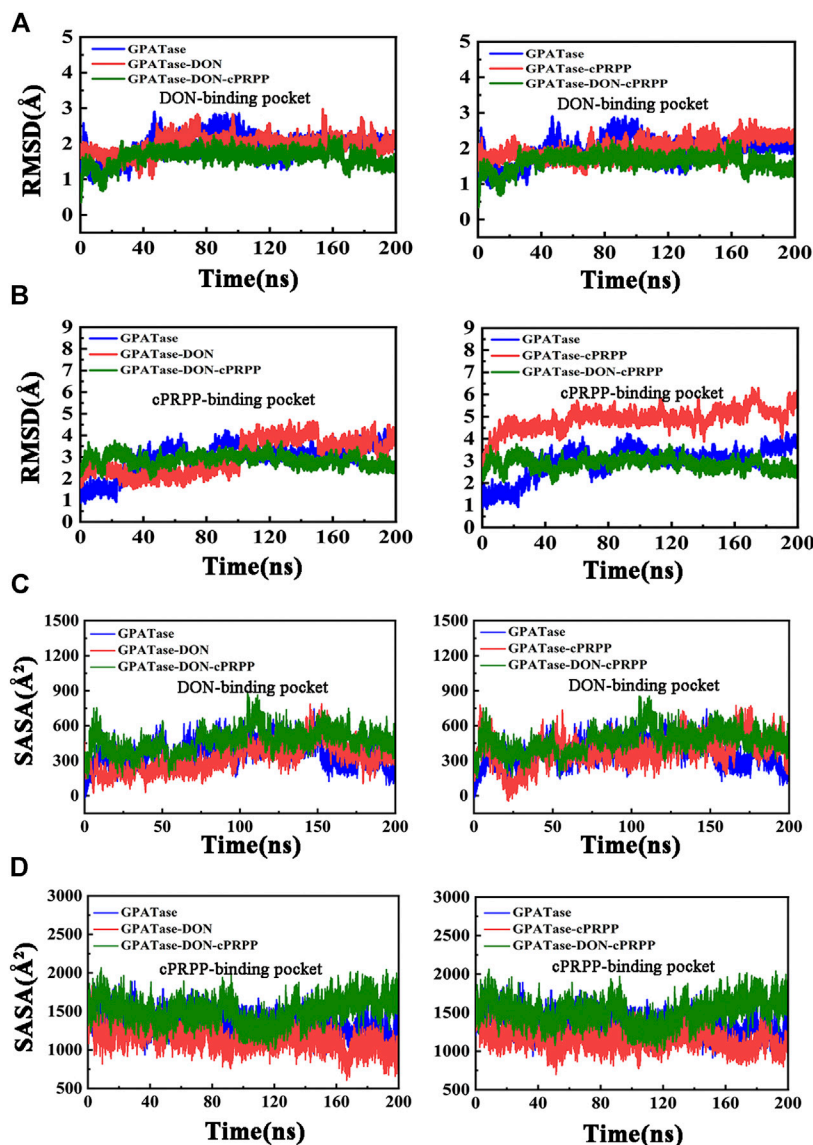 A
GPATase
GPATase-DON
GPATase-DON-cPRPP
DON-binding pocket
RMSD(Å)
5
4
3
2
1
0
0 40 80 120 160 200
Time(ns)
GPATase
GPATase-cPRPP
GPATase-DON-cPRPP
DON-binding pocket
5
4
3
2
1
0
0 40 80 120 160 200
Time(ns)
B
GPATase
GPATase-DON
GPATase-DON-cPRPP
cPRPP-binding pocket
RMSD(Å)
9
8
7
6
5
4
3
2
1
0
0 40 80 120 160 200
Time(ns)
GPATase
GPATase-cPRPP
GPATase-DON-cPRPP
cPRPP-binding pocket
9
8
7
6
5
4
3
2
1
0
0 40 80 120 160 200
Time(ns)
C
GPATase
GPATase-DON
GPATase-DON-cPRPP
DON-binding pocket
SASA(Å²)
1500
1200
900
600
300
0
0 50 100 150 200
Time(ns)
GPATase
GPATase-cPRPP
GPATase-DON-cPRPP
DON-binding pocket
1500
1200
900
600
300
0
0 50 100 150 200
Time(ns)
D
GPATase
GPATase-DON
GPATase-DON-cPRPP
cPRPP-binding pocket
SASA(Å²)
3000
2500
2000
1500
1000
500
0 40 80 120 160 200
Time(ns)
GPATase
GPATase-cPRPP
GPATase-DON-cPRPP
cPRPP-binding pocket
3000
2500
2000
1500
1000
500
0 40 80 120 160 200
Time(ns)